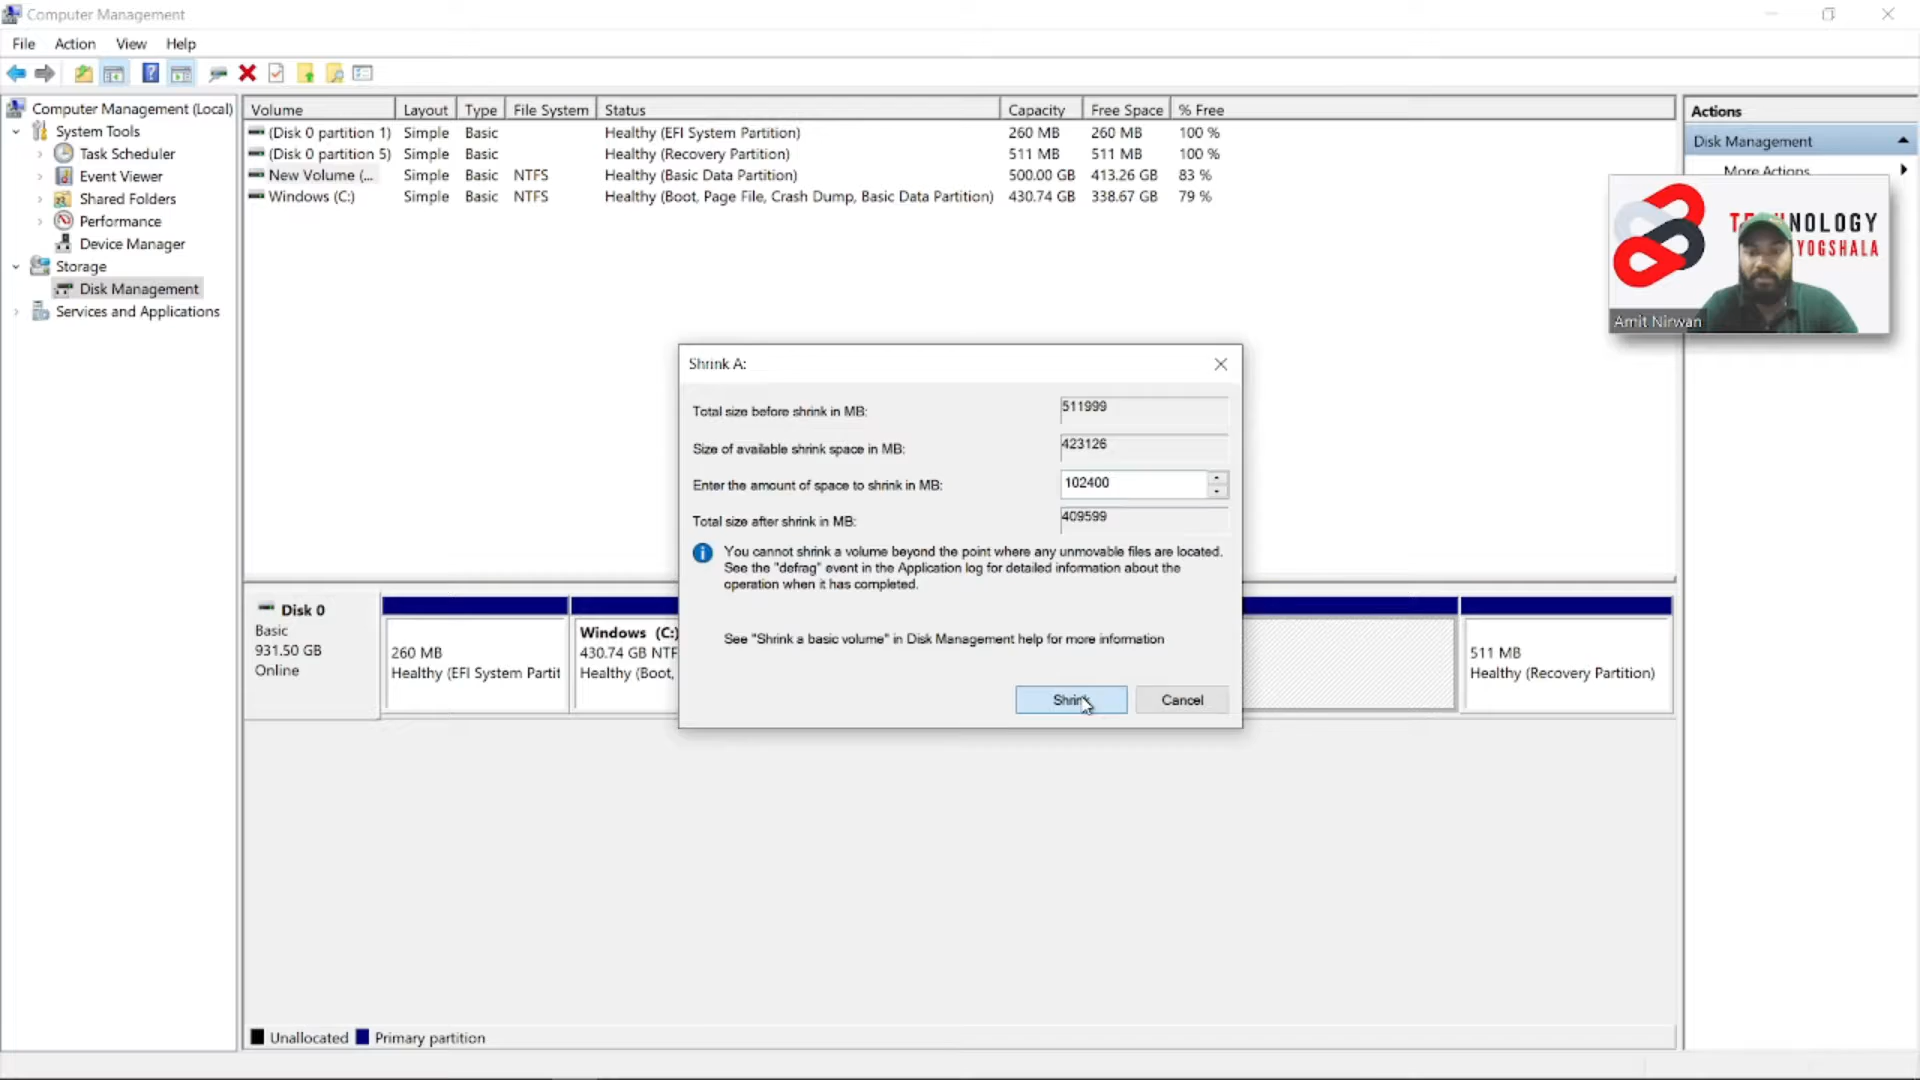 Computer Management
File Action View Help
Computer Management (Local)
System Tools
Task Scheduler
Event Viewer
Shared Folders
Performance
Device Manager
Storage
Disk Management
Services and Applications
Volume Layout Type File System Status Capacity Free Space % Free
(Disk 0 partition 1) Simple Basic Healthy (EFI System Partition) 260 MB 260 MB 100 %
(Disk 0 partition 5) Simple Basic Healthy (Recovery Partition) 511 MB 511 MB 100 %
New Volume (... Simple Basic NTFS Healthy (Basic Data Partition) 500.00 GB 413.26 GB 83 %
Windows (C:) Simple Basic NTFS Healthy (Boot, Page File, Crash Dump, Basic Data Partition) 430.74 GB 338.67 GB 79 %
Actions
Disk Management
More Actions
NOLOGY
YOGSHALA
Amit Nirwan
Shrink A:
Total size before shrink in MB: 511999
Size of available shrink space in MB: 423126
Enter the amount of space to shrink in MB: 102400
Total size after shrink in MB: 409599
You cannot shrink a volume beyond the point where any unmovable files are located.
See the "defrag" event in the Application log for detailed information about the
operation when it has completed.
See "Shrink a basic volume" in Disk Management help for more information
Shrink Cancel
Disk 0
Basic
931.50 GB
Online
260 MB
Healthy (EFI System Partit
Windows (C:)
430.74 GB NTF
Healthy (Boot,
511 MB
Healthy (Recovery Partition)
Unallocated Primary partition